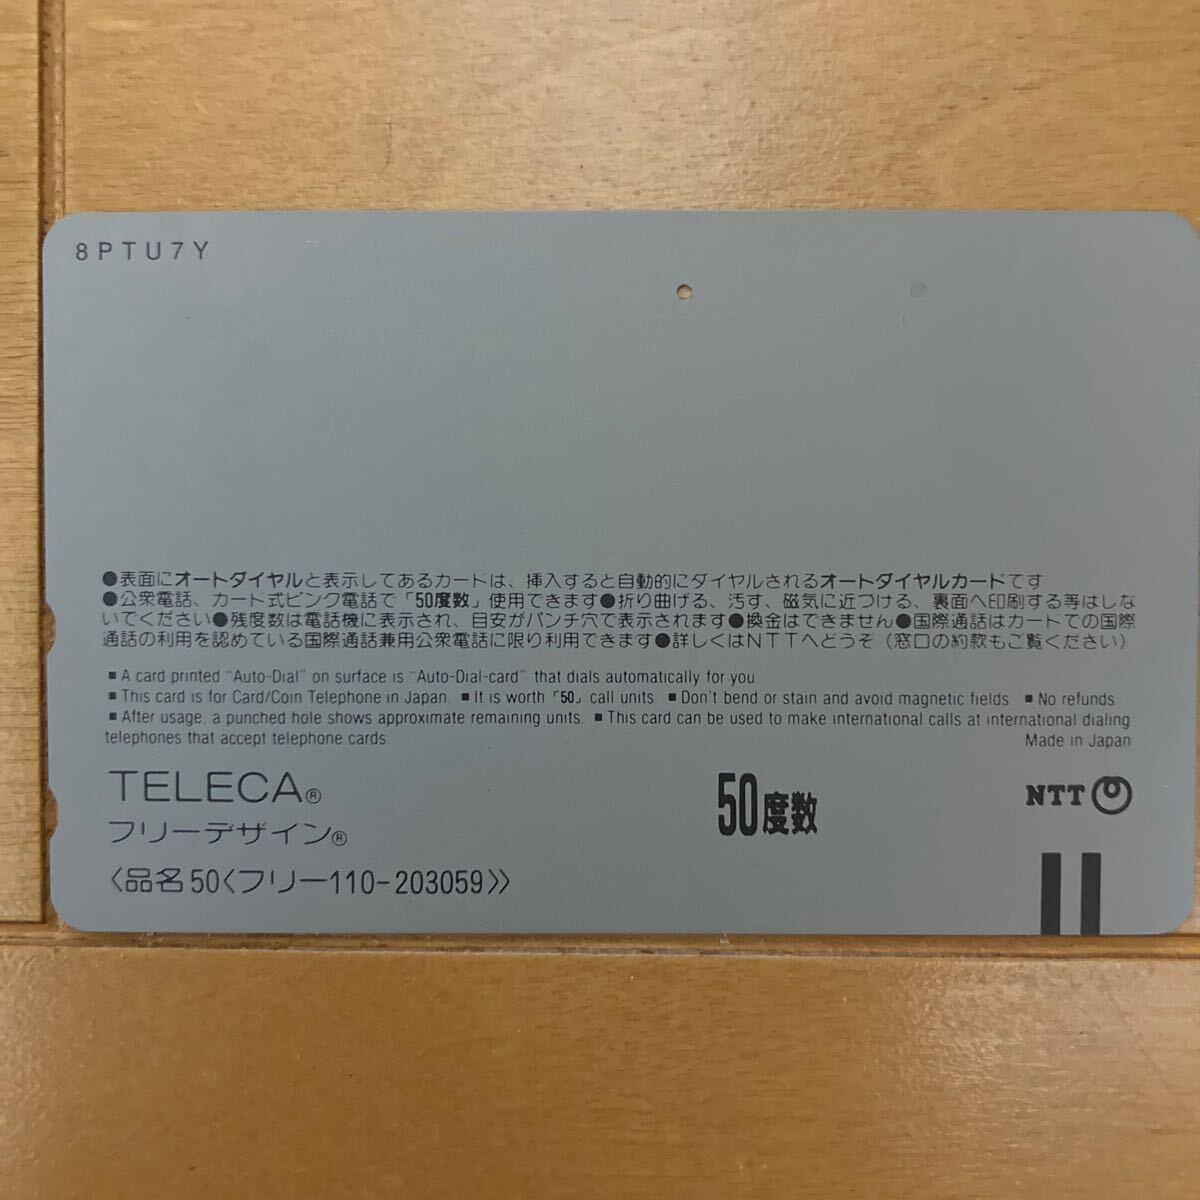 8PTU7Y
●表面にオートダイヤルと表示してあるカードは、挿入すると自動的にダイヤルされるオートダイヤルカードです
●公衆電話、カード式ピンク電話で「50度数」使用できます●折り曲げる、汚す、磁気に近づける、裏面へ印刷する等はしな
いでください●残度数は電話機に表示され、目安がパンチ穴で表示されます●換金はできません●国際通話はカードでの国際
通話の利用を認めている国際通話兼用公衆電話に限り利用できます●詳しくはNTTへどうぞ（窓口の約款もご覧ください）
■ A card printed "Auto-Dial" on surface is "Auto-Dial-card" that dials automatically for you.
■ This card is for Card/Coin Telephone in Japan. ■ It is worth「50」call units. ■ Don't bend or stain and avoid magnetic fields. ■ No refunds.
■ After usage, a punched hole shows approximate remaining units. ■ This card can be used to make international calls at international dialing
telephones that accept telephone cards. Made in Japan
TELECA®
フリーデザイン®
〈品名50〈フリー110-203059〉〉
50度数
NTT